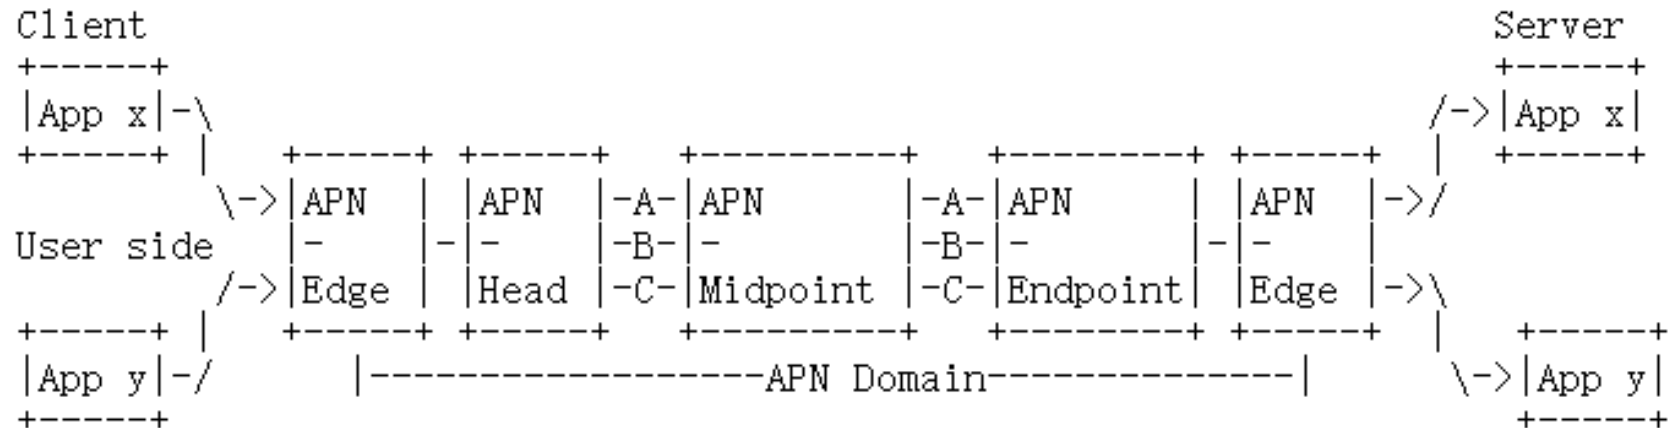 Client                                                              Server
+-----+                                                             +-----+
|App x|-\                                                        /->|App x|
+-----+ |   +-----+ +-----+   +---------+   +--------+ +-----+  |  +-----+
         \->|APN  | |APN  |-A-|APN      |-A-|APN     | |APN  |->/
User side   |-    |-|-    |-B-|-        |-B-|-       |-|-    |
         /->|Edge | |Head |-C-|Midpoint |-C-|Endpoint| |Edge |->\
+-----+ |   +-----+ +-----+   +---------+   +--------+ +-----+  |   +-----+
|App y|-/      |------------------APN Domain--------------|      \->|App y|
+-----+                                                             +-----+